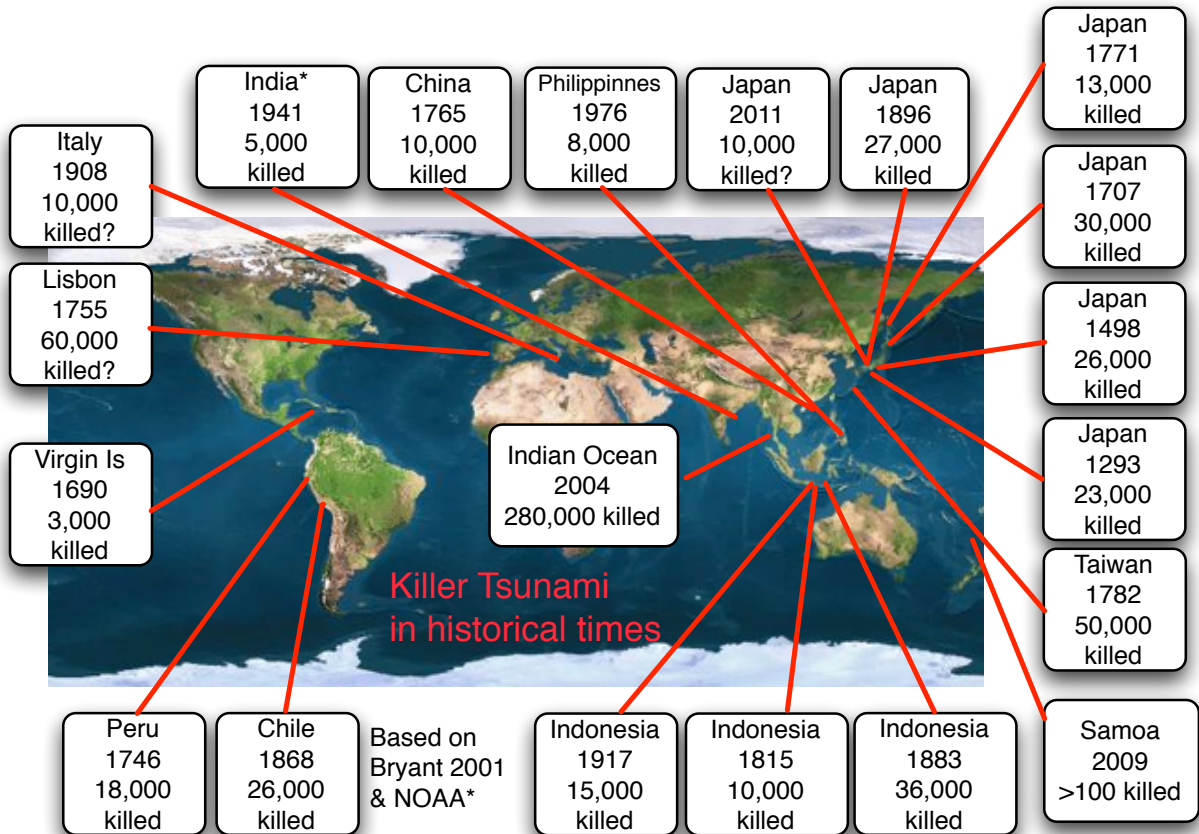 India*
1941
5,000
killed
China
1765
10,000
killed
Philippinnes
1976
8,000
killed
Japan
2011
10,000
killed?
Japan
1896
27,000
killed
Japan
1771
13,000
killed
Italy
1908
10,000
killed?
Japan
1707
30,000
killed
Lisbon
1755
60,000
killed?
Japan
1498
26,000
killed
Virgin Is
1690
3,000
killed
Indian Ocean
2004
280,000 killed
Japan
1293
23,000
killed
Killer Tsunami
in historical times
Taiwan
1782
50,000
killed
Peru
1746
18,000
killed
Chile
1868
26,000
killed
Based on
Bryant 2001
& NOAA*
Indonesia
1917
15,000
killed
Indonesia
1815
10,000
killed
Indonesia
1883
36,000
killed
Samoa
2009
>100 killed